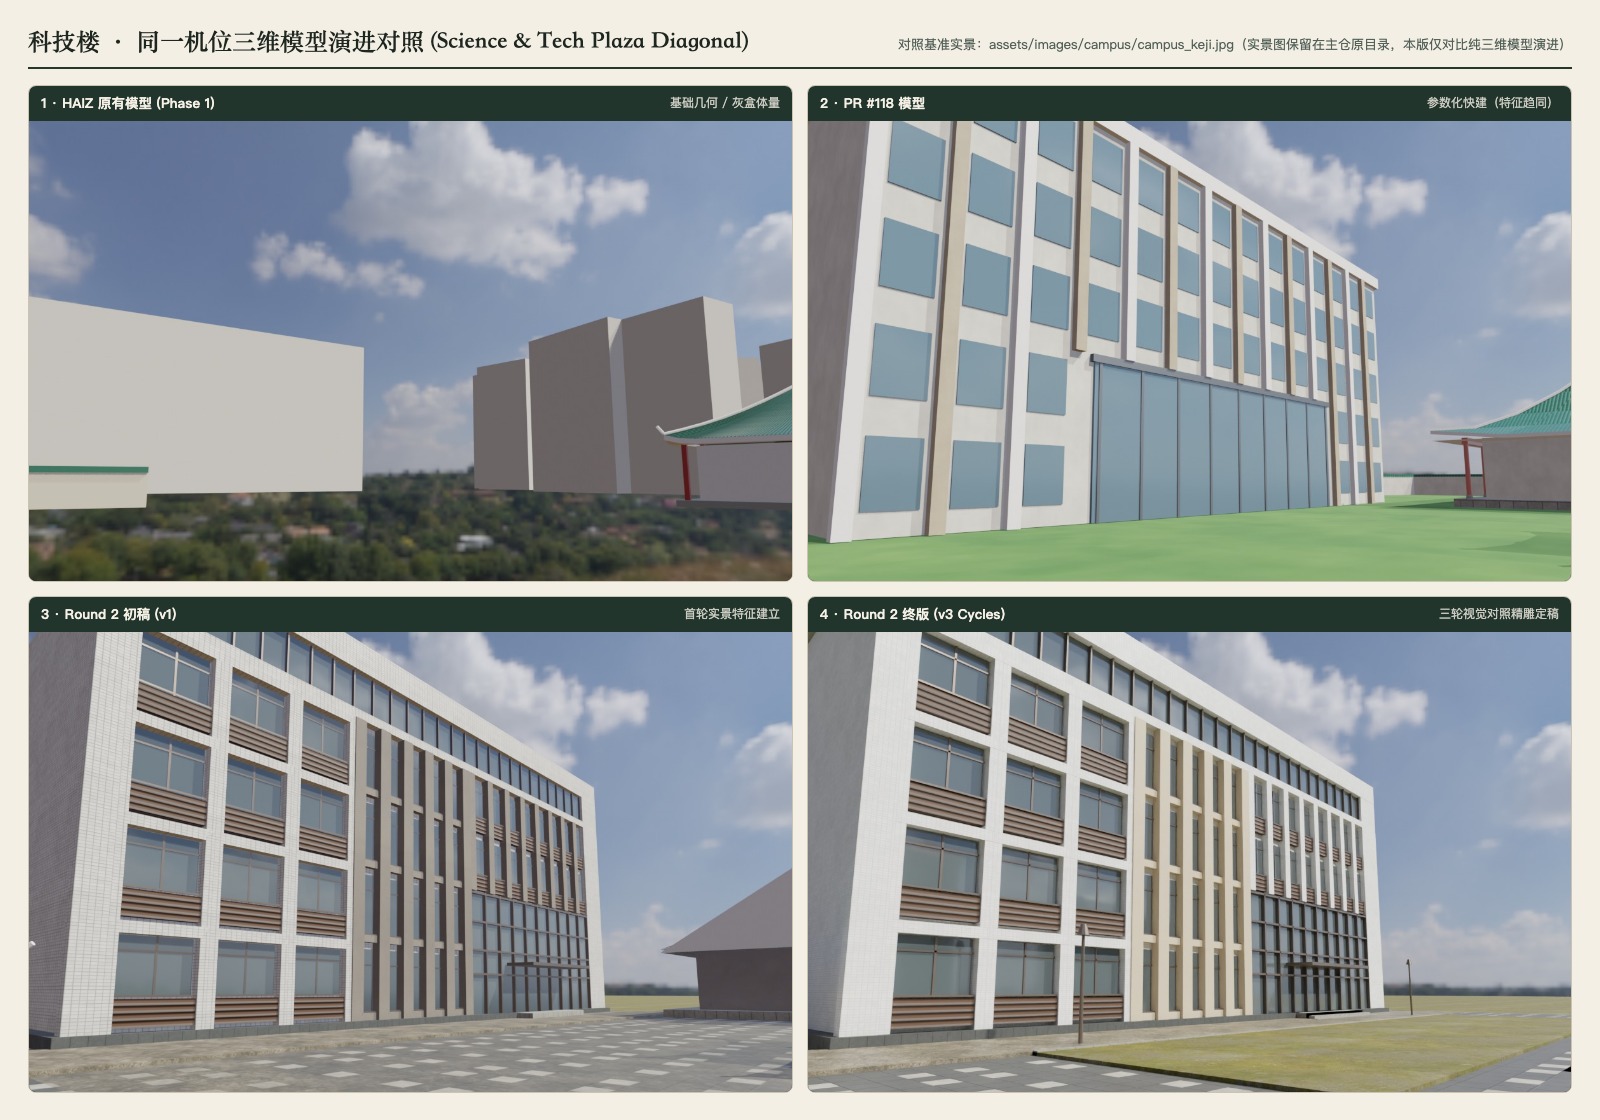 科技楼 · 同一机位三维模型演进对照 (Science & Tech Plaza Diagonal)
对照基准实景：assets/images/campus/campus_keji.jpg（实景图保留在主仓原目录，本版仅对比纯三维模型演进）
1 · HAIZ 原有模型 (Phase 1)
基础几何 / 灰盒体量
2 · PR #118 模型
参数化快建（特征趋同）
3 · Round 2 初稿 (v1)
首轮实景特征建立
4 · Round 2 终版 (v3 Cycles)
三轮视觉对照精雕定稿